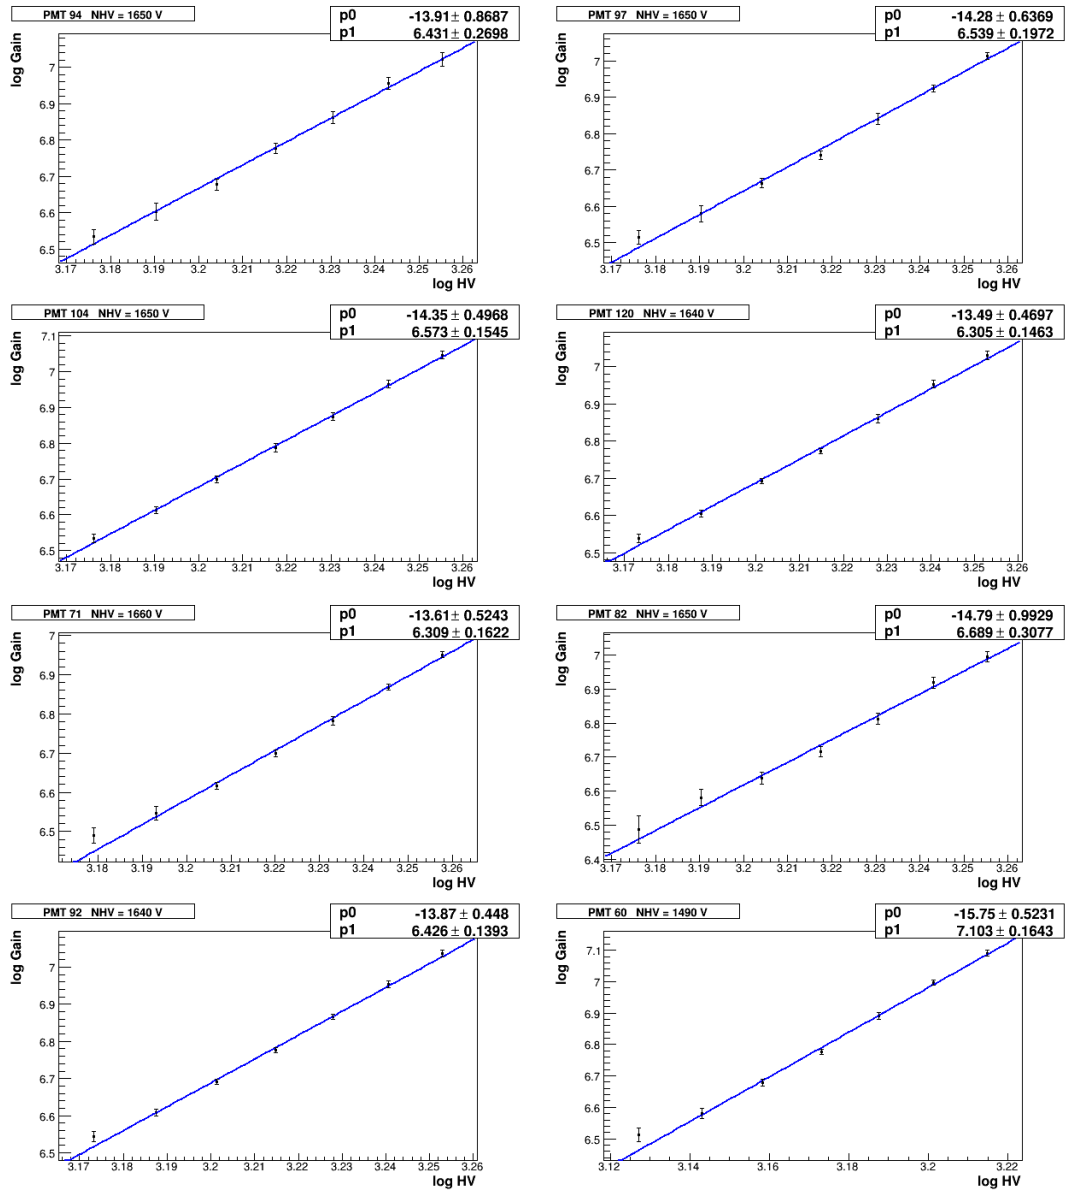 PMT 94 NHV = 1650 V
p0 -13.91 ± 0.8687
p1 6.431 ± 0.2698
log Gain
7
6.9
6.8
6.7
6.6
6.5
3.17 3.18 3.19 3.2 3.21 3.22 3.23 3.24 3.25 3.26
log HV
PMT 97 NHV = 1650 V
p0 -14.28 ± 0.6369
p1 6.539 ± 0.1972
log Gain
7
6.9
6.8
6.7
6.6
6.5
3.17 3.18 3.19 3.2 3.21 3.22 3.23 3.24 3.25 3.26
log HV
PMT 104 NHV = 1650 V
p0 -14.35 ± 0.4968
p1 6.573 ± 0.1545
log Gain
7.1
7
6.9
6.8
6.7
6.6
6.5
3.17 3.18 3.19 3.2 3.21 3.22 3.23 3.24 3.25 3.26
log HV
PMT 120 NHV = 1640 V
p0 -13.49 ± 0.4697
p1 6.305 ± 0.1463
log Gain
7
6.9
6.8
6.7
6.6
6.5
3.17 3.18 3.19 3.2 3.21 3.22 3.23 3.24 3.25 3.26
log HV
PMT 71 NHV = 1660 V
p0 -13.61 ± 0.5243
p1 6.309 ± 0.1622
log Gain
7
6.9
6.8
6.7
6.6
6.5
3.18 3.19 3.2 3.21 3.22 3.23 3.24 3.25 3.26
log HV
PMT 82 NHV = 1650 V
p0 -14.79 ± 0.9929
p1 6.689 ± 0.3077
log Gain
7
6.9
6.8
6.7
6.6
6.5
6.4
3.17 3.18 3.19 3.2 3.21 3.22 3.23 3.24 3.25 3.26
log HV
PMT 92 NHV = 1640 V
p0 -13.87 ± 0.448
p1 6.426 ± 0.1393
log Gain
7
6.9
6.8
6.7
6.6
6.5
3.17 3.18 3.19 3.2 3.21 3.22 3.23 3.24 3.25 3.26
log HV
PMT 60 NHV = 1490 V
p0 -15.75 ± 0.5231
p1 7.103 ± 0.1643
log Gain
7.1
7
6.9
6.8
6.7
6.6
6.5
3.12 3.14 3.16 3.18 3.2 3.22
log HV